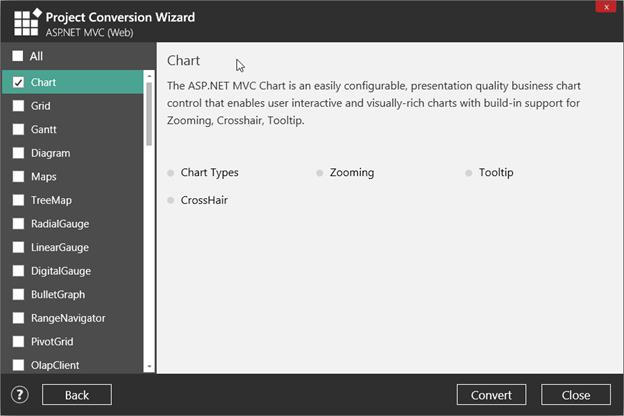 Project Conversion Wizard
ASP.NET MVC (Web)
x
All
Chart
Grid
Gantt
Diagram
Maps
TreeMap
RadialGauge
LinearGauge
DigitalGauge
BulletGraph
RangeNavigator
PivotGrid
OlapClient
Chart
The ASP.NET MVC Chart is an easily configurable, presentation quality business chart
control that enables user interactive and visually-rich charts with build-in support for
Zooming, Crosshair, Tooltip.
Chart Types Zooming Tooltip
CrossHair
? Back Convert Close